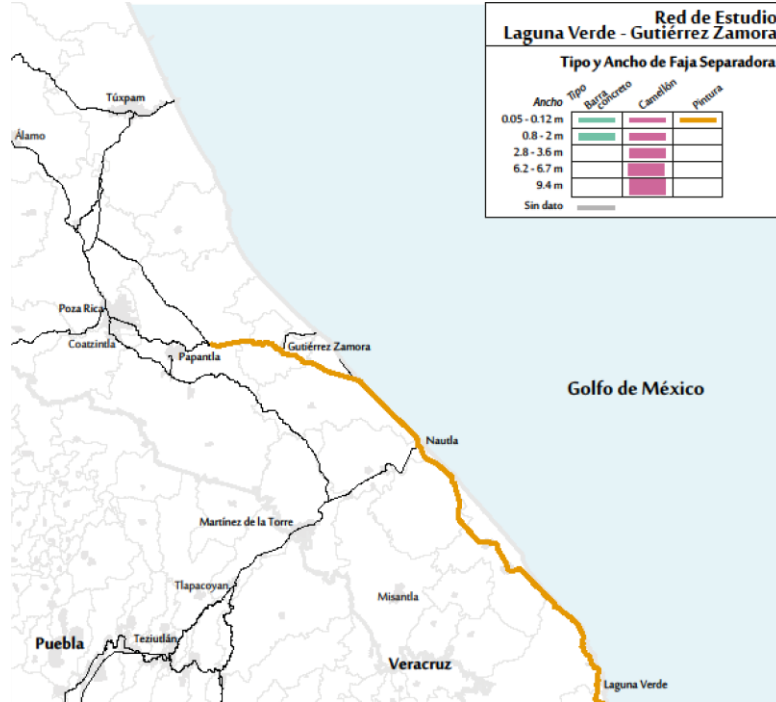 Red de Estudio
Laguna Verde - Gutiérrez Zamora
Tipo y Ancho de Faja Separadora
Ancho Tipo Barra concreto Camellón Pintura
0.05 - 0.12 m
0.8 - 2 m
2.8 - 3.6 m
6.2 - 6.7 m
9.4 m
Sin dato
Túxpam
Álamo
Poza Rica
Coatzintla
Papantla
Gutiérrez Zamora
Golfo de México
Nautla
Martínez de la Torre
Tlapacoyan
Misantla
Puebla
Teziutlán
Veracruz
Laguna Verde